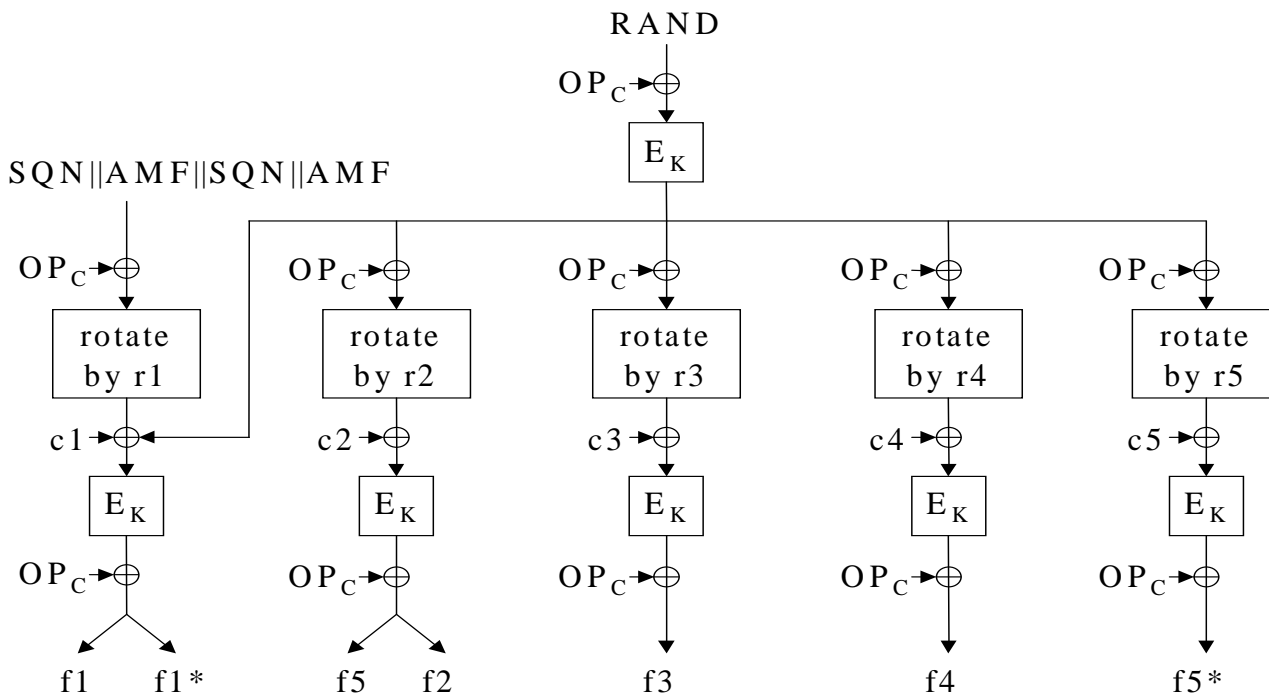 RAND
OPC
EK
SQN||AMF||SQN||AMF
OPC OPC OPC OPC OPC
rotate rotate rotate rotate rotate
by r1 by r2 by r3 by r4 by r5
c1 c2 c3 c4 c5
EK EK EK EK EK
OPC OPC OPC OPC OPC
f1 f1* f5 f2 f3 f4 f5*